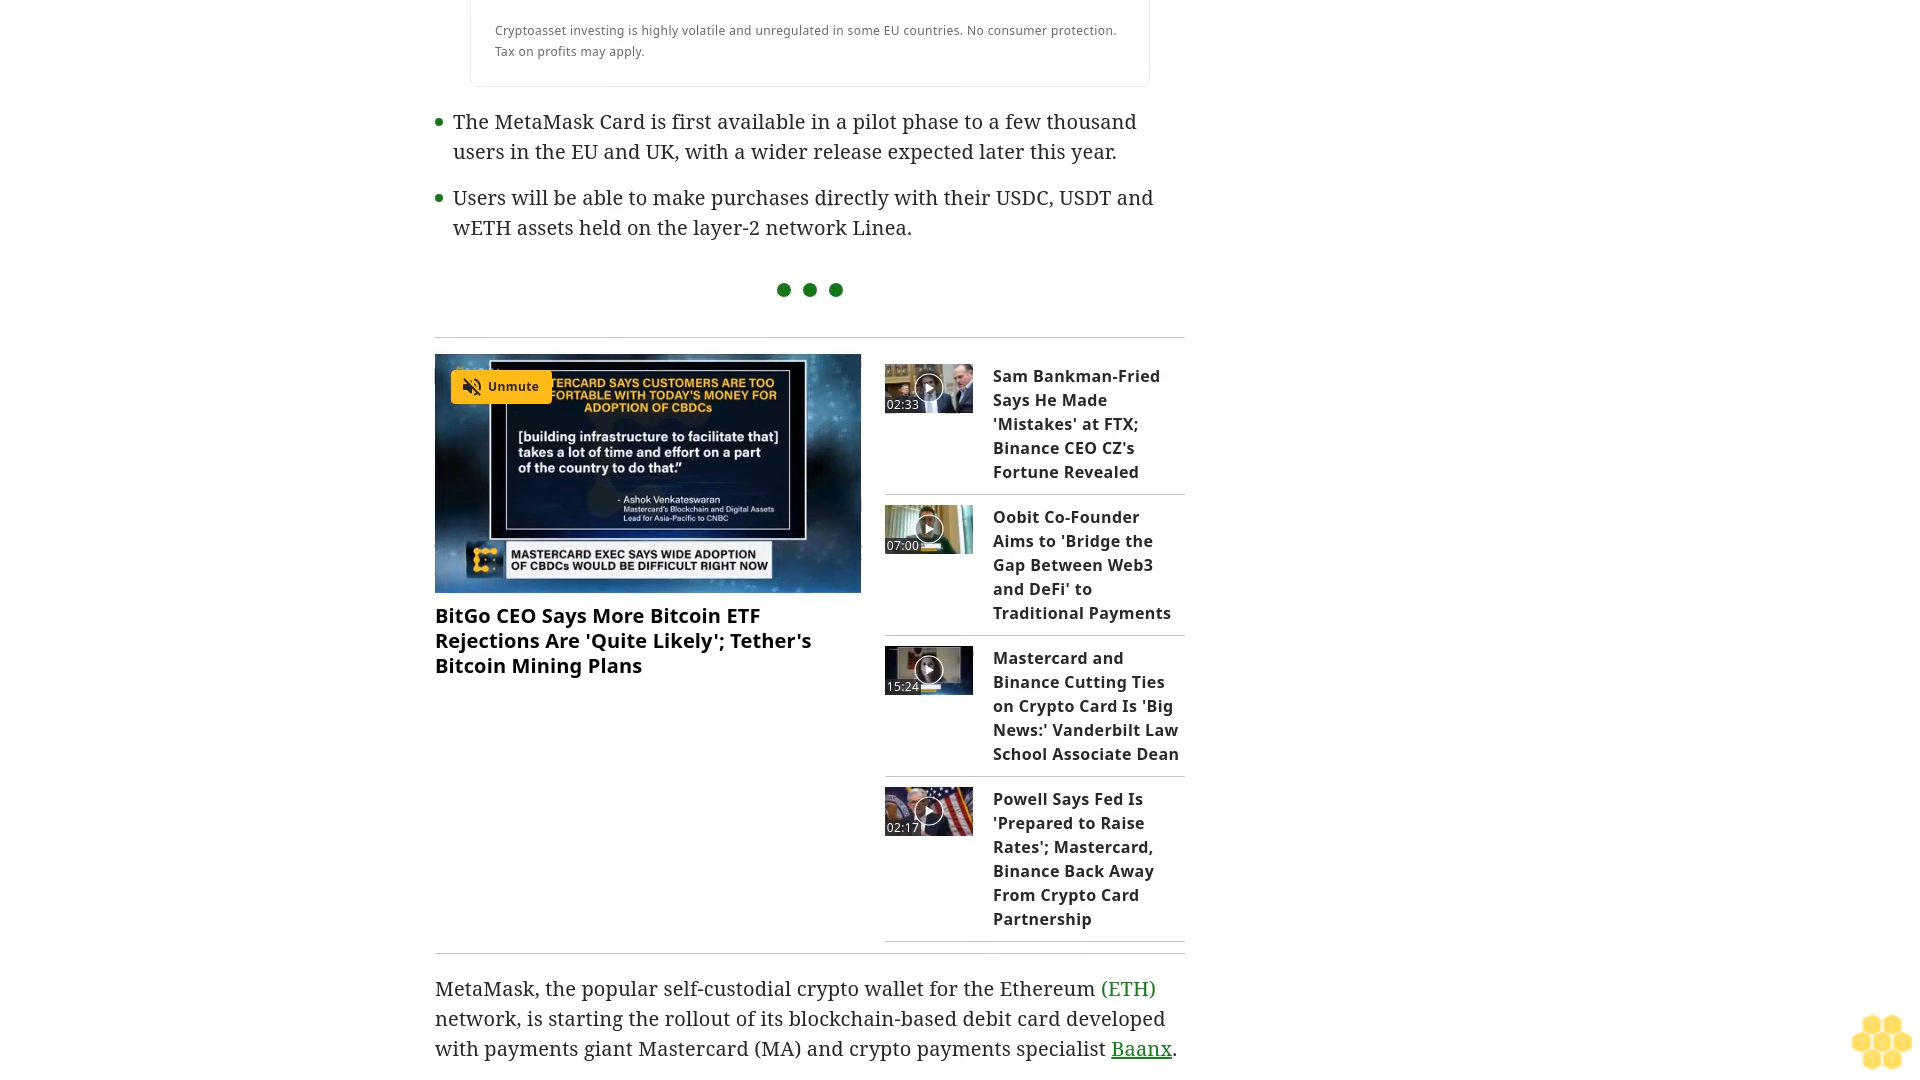 Cryptoasset investing is highly volatile and unregulated in some EU countries. No consumer protection.
Tax on profits may apply.
The MetaMask Card is first available in a pilot phase to a few thousand
users in the EU and UK, with a wider release expected later this year.
Users will be able to make purchases directly with their USDC, USDT and
wETH assets held on the layer-2 network Linea.
Unmute
TERCARD SAYS CUSTOMERS ARE TOO
FORTABLE WITH TODAY'S MONEY FOR
ADOPTION OF CBDCs
[building infrastructure to facilitate that]
takes a lot of time and effort on a part
of the country to do that."
- Ashok Venkateswaran
Mastercard's Blockchain and Digital Assets
Lead for Asia-Pacific to CNBC
MASTERCARD EXEC SAYS WIDE ADOPTION
OF CBDCs WOULD BE DIFFICULT RIGHT NOW
BitGo CEO Says More Bitcoin ETF
Rejections Are 'Quite Likely'; Tether's
Bitcoin Mining Plans
02:33
Sam Bankman-Fried
Says He Made
'Mistakes' at FTX;
Binance CEO CZ's
Fortune Revealed
07:00
Oobit Co-Founder
Aims to 'Bridge the
Gap Between Web3
and DeFi' to
Traditional Payments
15:24
Mastercard and
Binance Cutting Ties
on Crypto Card Is 'Big
News:' Vanderbilt Law
School Associate Dean
02:17
Powell Says Fed Is
'Prepared to Raise
Rates'; Mastercard,
Binance Back Away
From Crypto Card
Partnership
MetaMask, the popular self-custodial crypto wallet for the Ethereum (ETH)
network, is starting the rollout of its blockchain-based debit card developed
with payments giant Mastercard (MA) and crypto payments specialist Baanx.